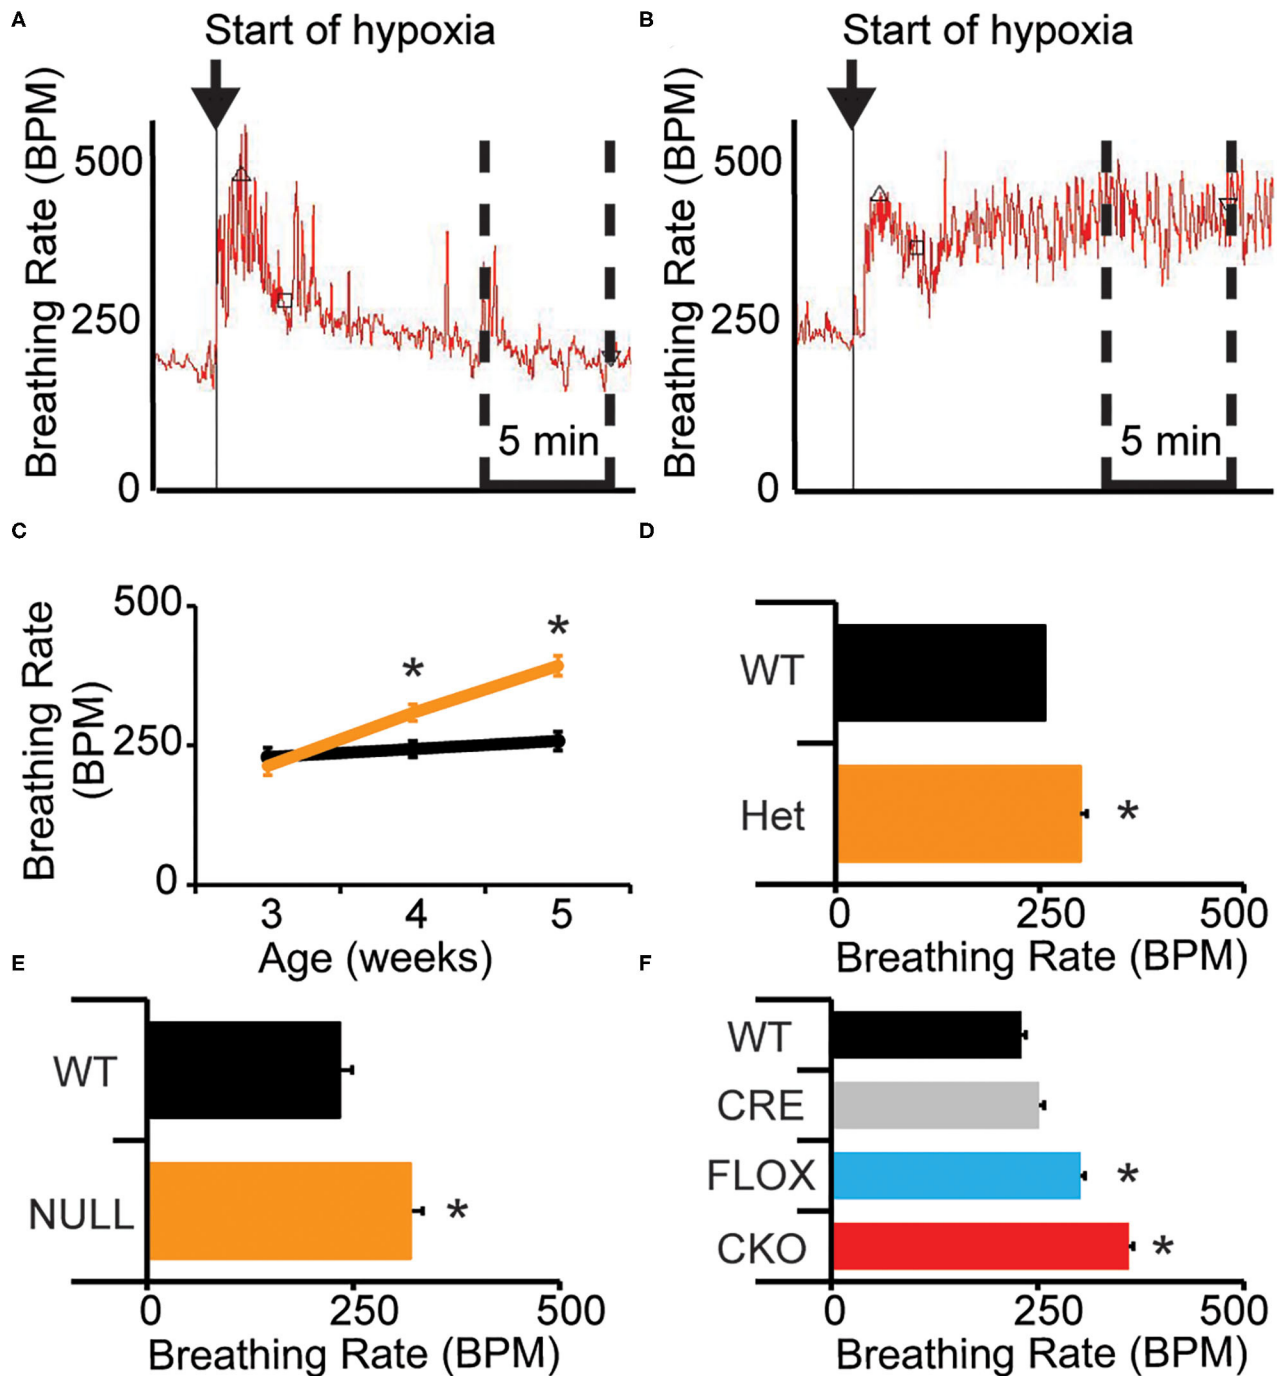 A
Start of hypoxia
Breathing Rate (BPM)
500
250
0
5 min
B
Start of hypoxia
Breathing Rate (BPM)
500
250
0
5 min
C
Breathing Rate
(BPM)
500
250
0
3 4 5
Age (weeks)
*
*
D
WT
Het
*
0 250 500
Breathing Rate (BPM)
E
WT
NULL
*
0 250 500
Breathing Rate (BPM)
F
WT
CRE
FLOX
*
CKO
*
0 250 500
Breathing Rate (BPM)